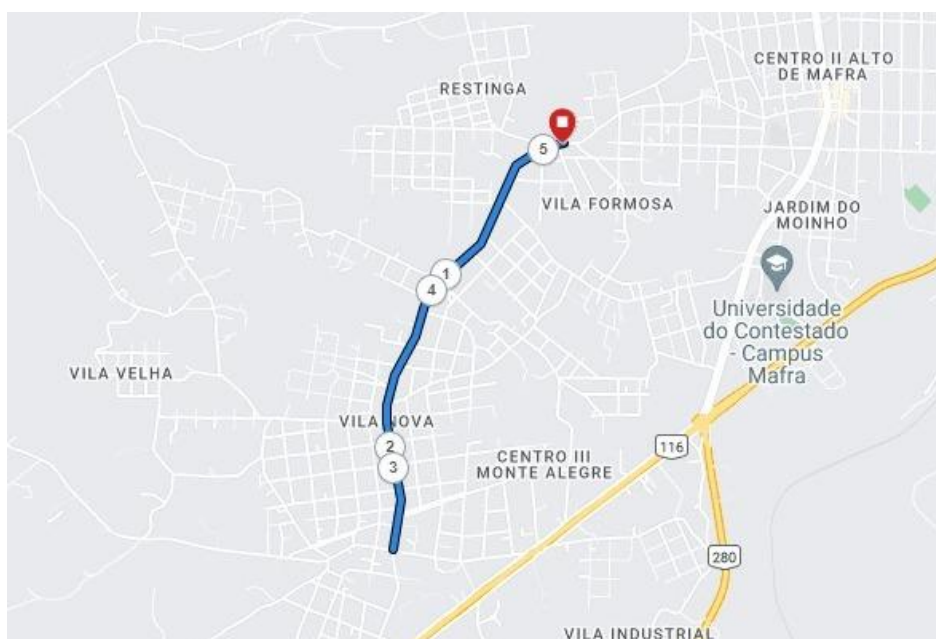 CENTRO II ALTO
DE MAFRA
RESTINGA
5
VILA FORMOSA
JARDIM DO
MOINHO
1
4
Universidade
do Contestado
- Campus
Mafra
VILA VELHA
VILA NOVA
2
3
CENTRO III
MONTE ALEGRE
116
280
VILA INDUSTRIAL